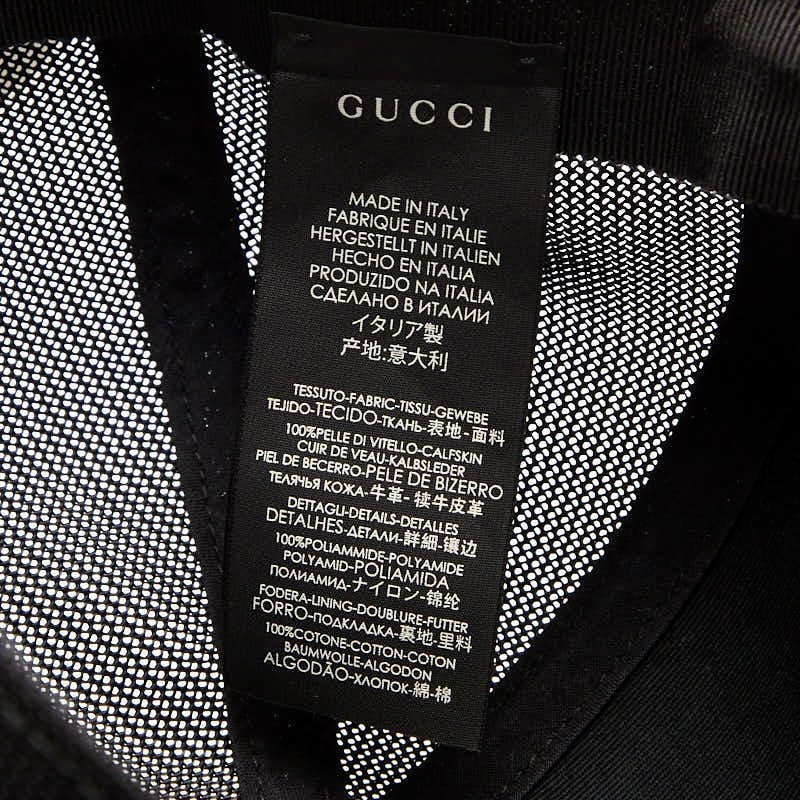 GUCCI
MADE IN ITALY
FABRIQUE EN ITALIE
HERGESTELLT IN ITALIEN
HECHO EN ITALIA
PRODUZIDO NA ITALIA
СДЕЛАНО В ИТАЛИИ
イタリア製
产地:意大利
TESSUTO-FABRIC-TISSU-GEWEBE
TEJIDO-TECIDO-ТКАНЬ-表地-面料
100%PELLE DI VITELLO-CALFSKIN
CUIR DE VEAU-KALBSLEDER
PIEL DE BECERRO-PELE DE BIZERRO
ТЕЛЯЧЬЯ КОЖА-牛革-犊牛皮革
DETTAGLI-DETAILS-DETALLES
DETALHES-ДЕТАЛИ-詳細-镶边
100%POLIAMMIDE-POLYAMIDE
POLYAMID-POLIAMIDA
ПОЛИАМИД-ナイロン-锦纶
FODERA-LINING-DOUBLURE-FUTTER
FORRO-ПОДКЛАДКА-裏地-里料
100%COTONE-COTTON-COTON
BAUMWOLLE-ALGODON
ALGODÃO-ХЛОПОК-綿-棉